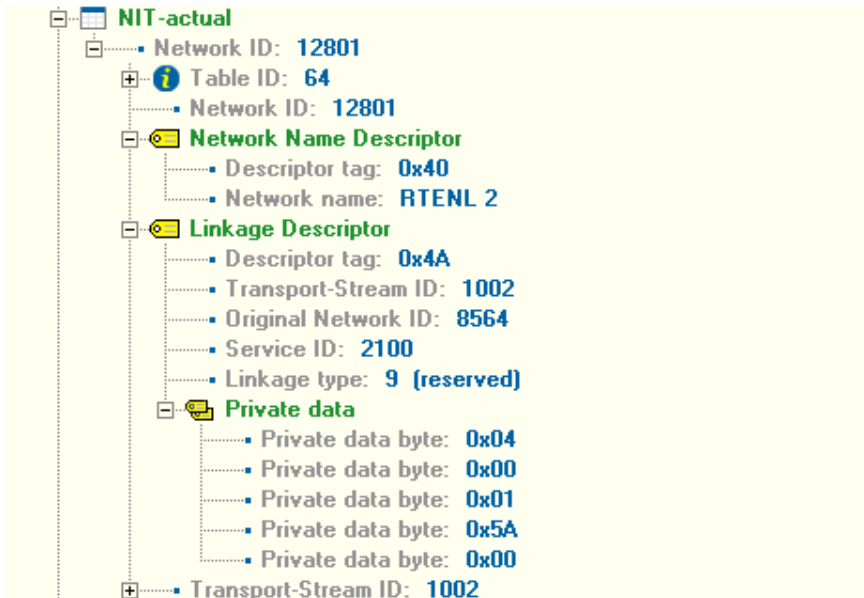 NIT-actual
Network ID: 12801
Table ID: 64
Network ID: 12801
Network Name Descriptor
Descriptor tag: 0x40
Network name: RTENL 2
Linkage Descriptor
Descriptor tag: 0x4A
Transport-Stream ID: 1002
Original Network ID: 8564
Service ID: 2100
Linkage type: 9 (reserved)
Private data
Private data byte: 0x04
Private data byte: 0x00
Private data byte: 0x01
Private data byte: 0x5A
Private data byte: 0x00
Transport-Stream ID: 1002